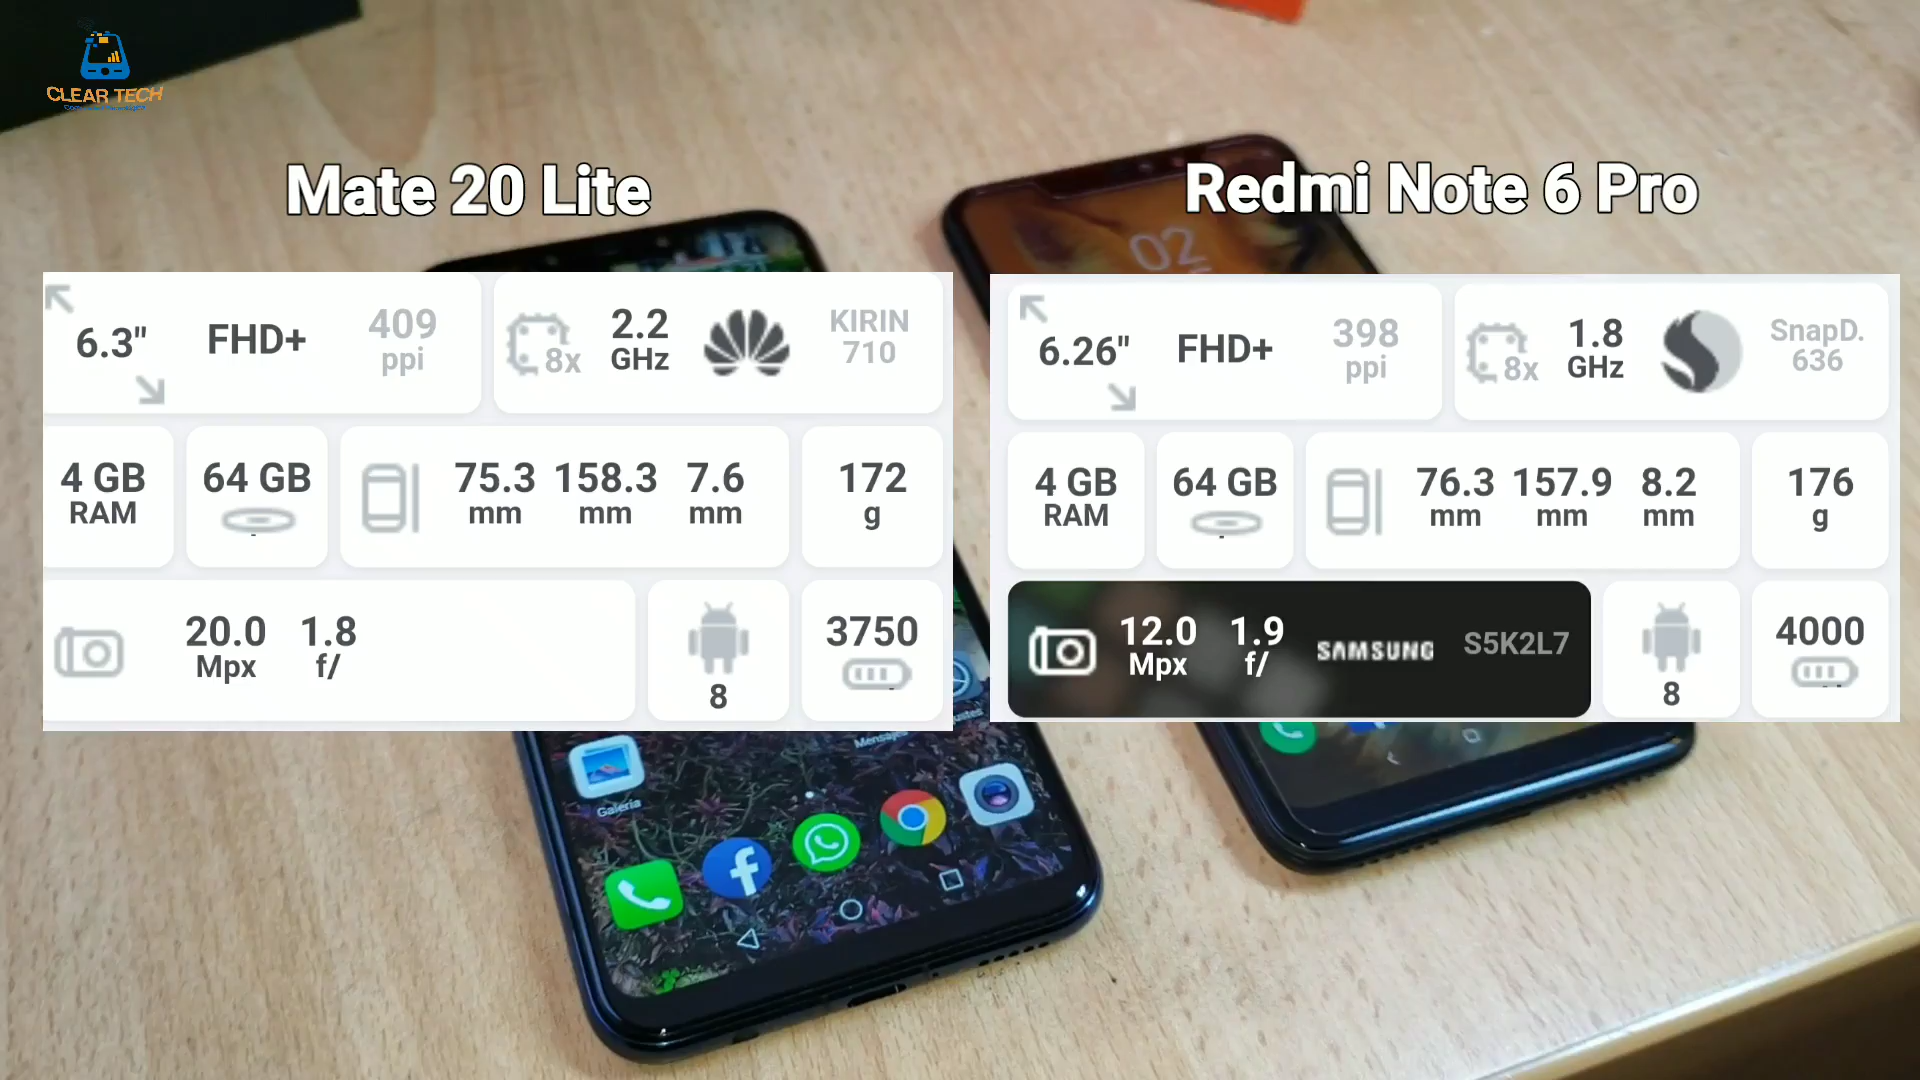 CLEAR TECH
Mate 20 Lite
6.3"
FHD+
409
ppi
8x
2.2
GHz
KIRIN
710
4 GB
RAM
64 GB
75.3 158.3 7.6
mm mm mm
172
g
20.0 1.8
Mpx f/
8
3750
Redmi Note 6 Pro
6.26"
FHD+
398
ppi
8x
1.8
GHz
SnapD.
636
4 GB
RAM
64 GB
76.3 157.9 8.2
mm mm mm
176
g
12.0 1.9
Mpx f/
SAMSUNG
S5K2L7
8
4000
02
Galería